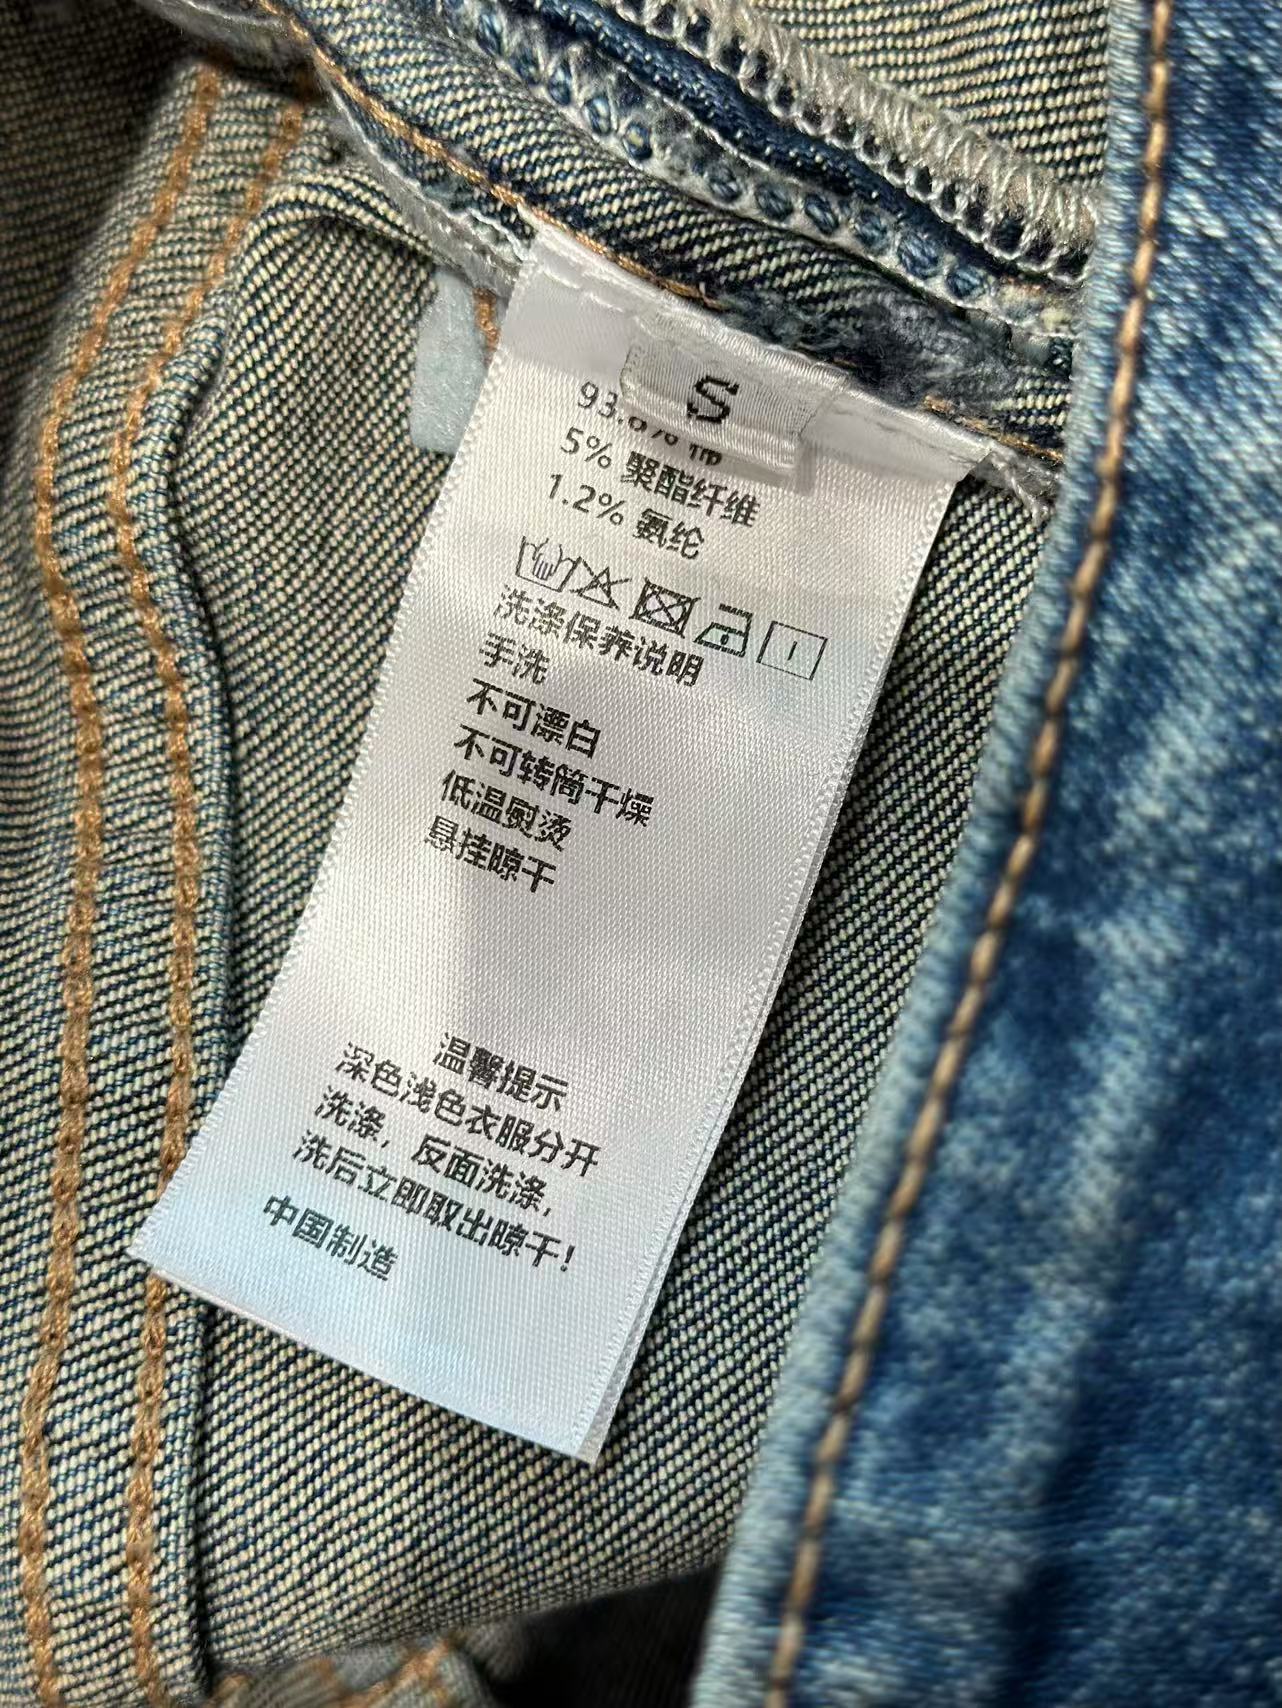 S
93.8% 棉
5% 聚酯纤维
1.2% 氨纶
洗涤保养说明
手洗
不可漂白
不可转筒干燥
低温熨烫
悬挂晾干
温馨提示
深色浅色衣服分开
洗涤，反面洗涤，
洗后立即取出晾干！
中国制造